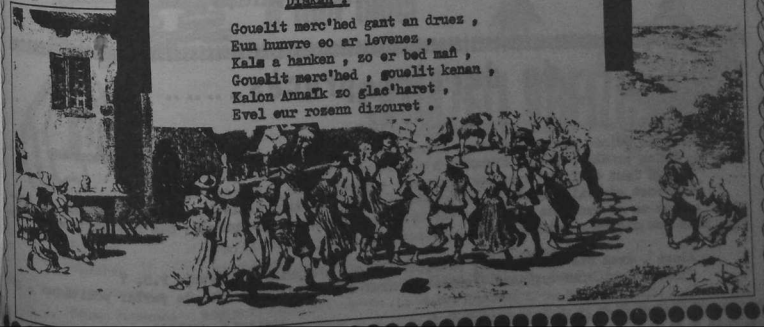 Diskan :
Gouelit merc'hed gant an druez ,
Eun hunvre eo ar levenez ,
Kals a hanken , zo er bed mañ ,
Gouelit merc'hed , gouelit kenan ,
Kalon Annaïk zo glac'haret ,
Evel eur rozenn dizouret .